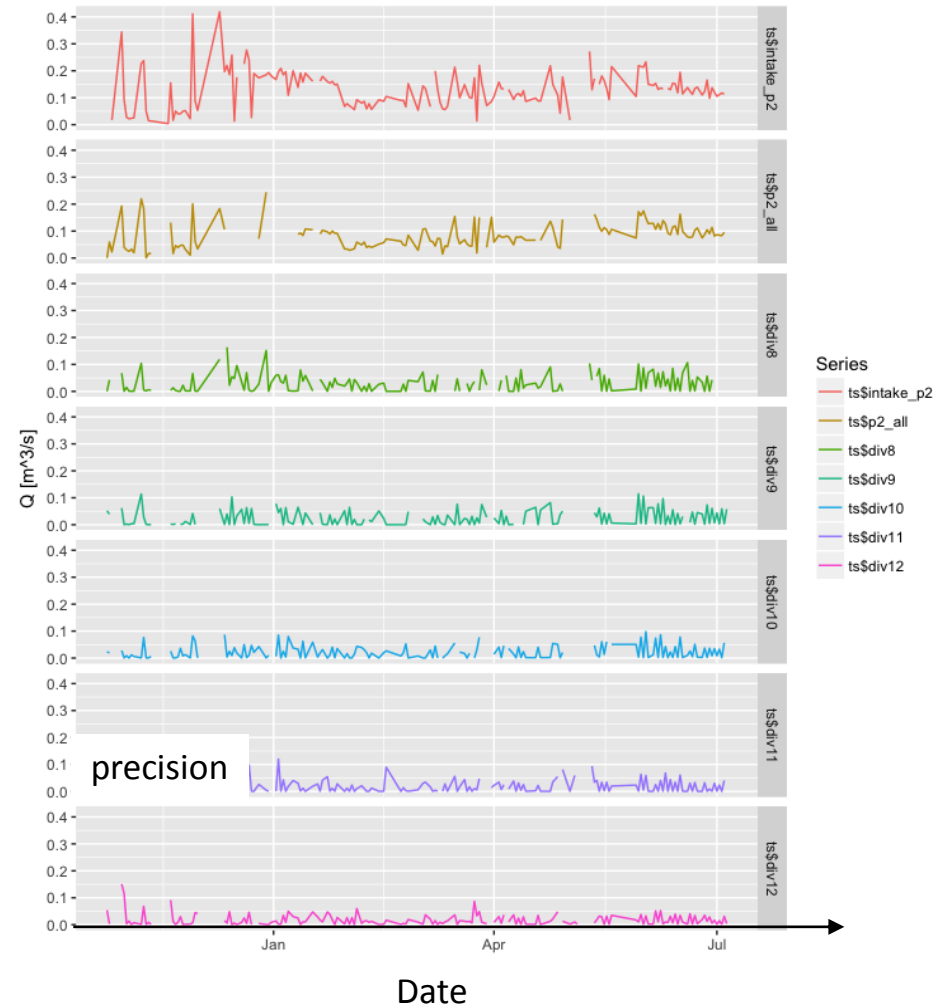 0.4
0.3
0.2
0.1
0.0
ts$intake_p2
0.4
0.3
0.2
0.1
0.0
ts$p2_all
0.4
0.3
0.2
0.1
0.0
ts$div8
0.4
0.3
0.2
0.1
0.0
ts$div9
0.4
0.3
0.2
0.1
0.0
ts$div10
0.4
0.3
0.2
0.1
0.0
ts$div11
precision
0.4
0.3
0.2
0.1
0.0
ts$div12
Q [m^3/s]
Jan Apr Jul
Date
Series
ts$intake_p2
ts$p2_all
ts$div8
ts$div9
ts$div10
ts$div11
ts$div12